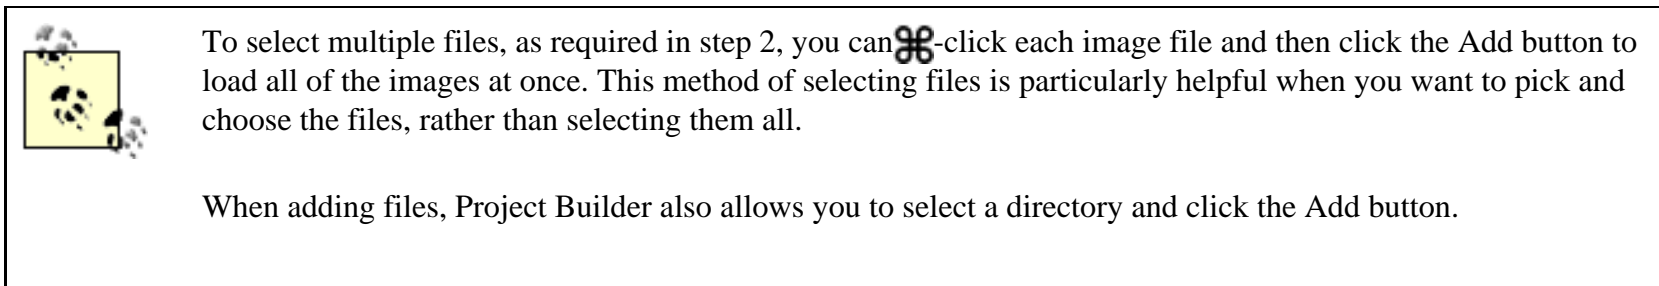 To select multiple files, as required in step 2, you can ⌘-click each image file and then click the Add button to
load all of the images at once. This method of selecting files is particularly helpful when you want to pick and
choose the files, rather than selecting them all.
When adding files, Project Builder also allows you to select a directory and click the Add button.